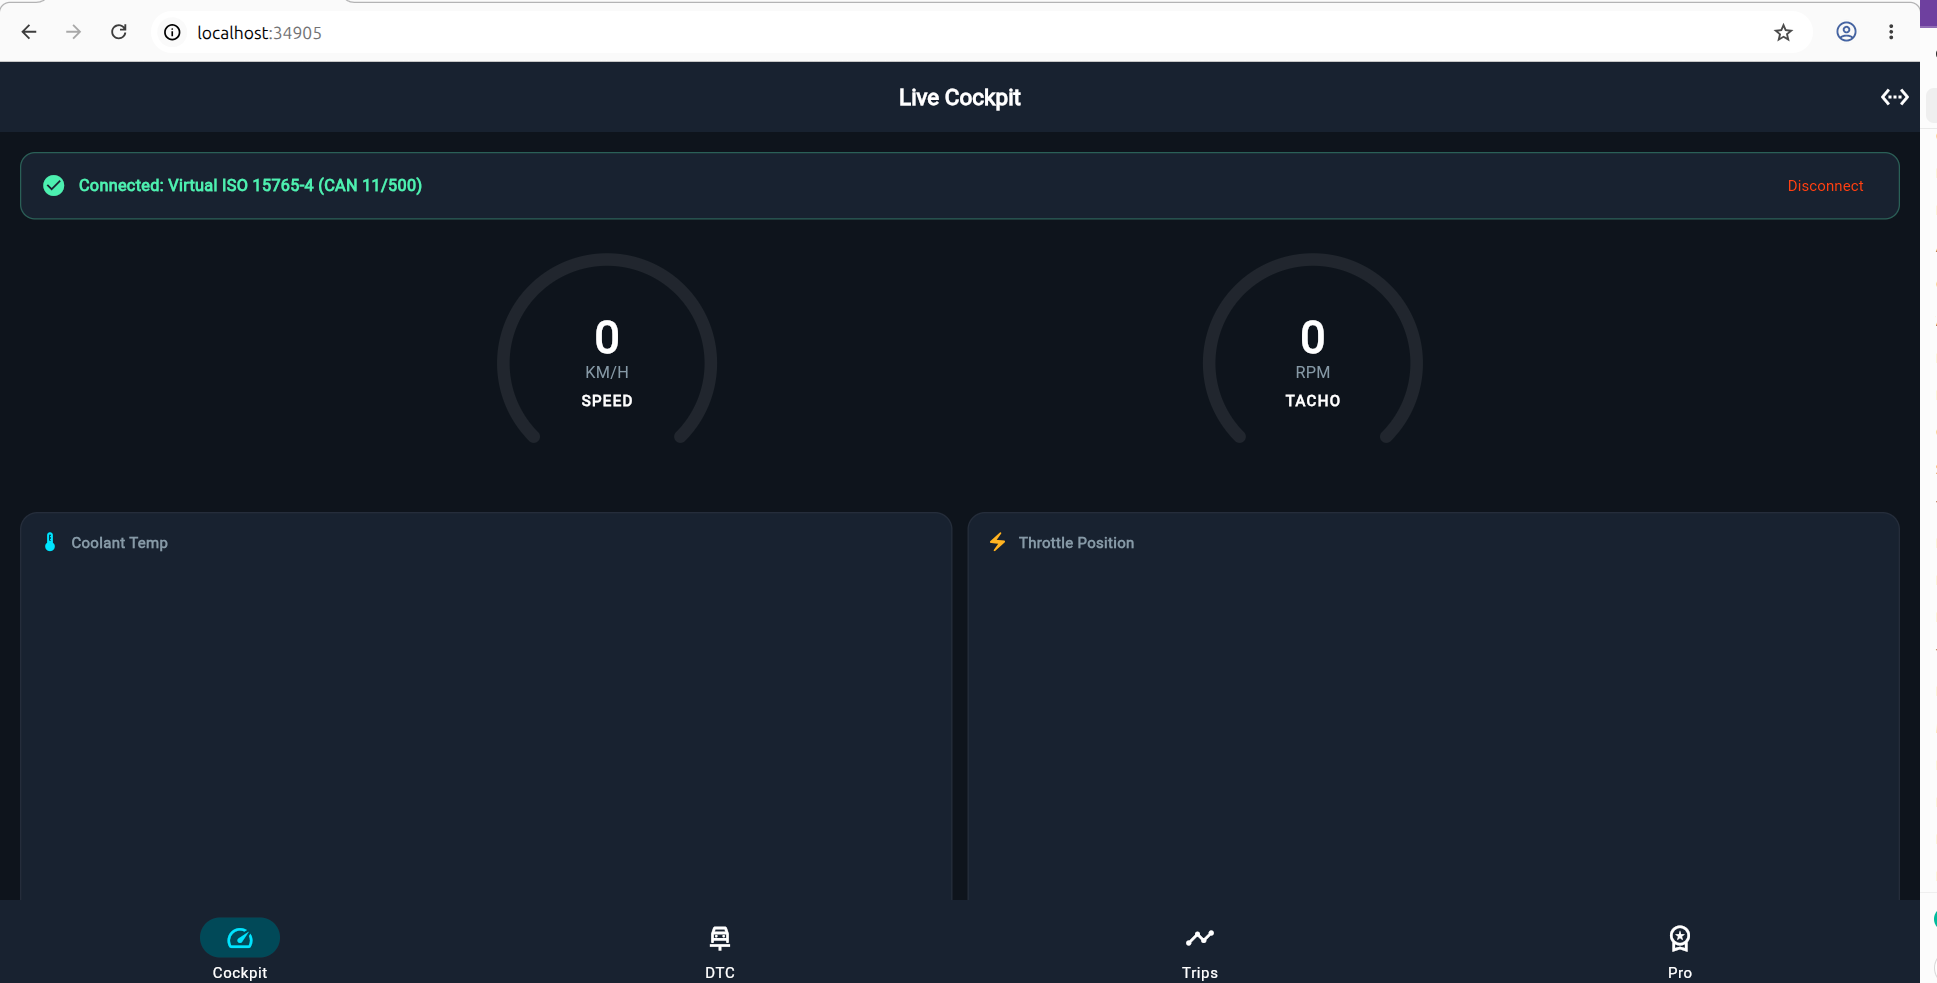 localhost:34905
Live Cockpit
Connected: Virtual ISO 15765-4 (CAN 11/500)
Disconnect
0
KM/H
SPEED
0
RPM
TACHO
Coolant Temp
Throttle Position
Cockpit
DTC
Trips
Pro